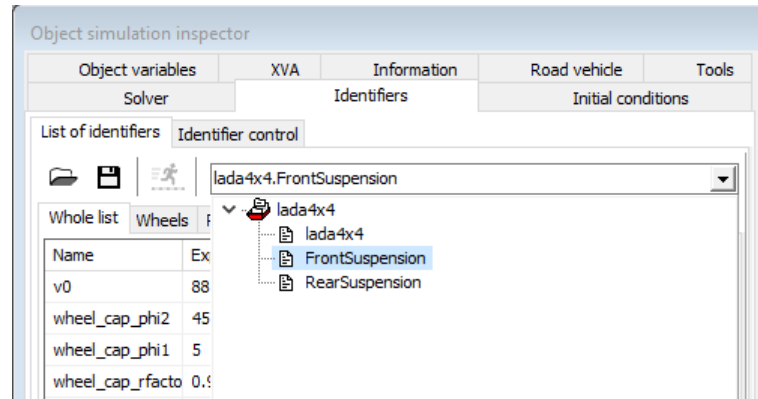 Object simulation inspector
Object variables XVA Information Road vehicle Tools
Solver Identifiers Initial conditions
List of identifiers Identifier control
lada4x4.FrontSuspension
Whole list Wheels
lada4x4
lada4x4
Name
FrontSuspension
v0 88
RearSuspension
wheel_cap_phi2 45
wheel_cap_phi1 5
wheel_cap_rfacto